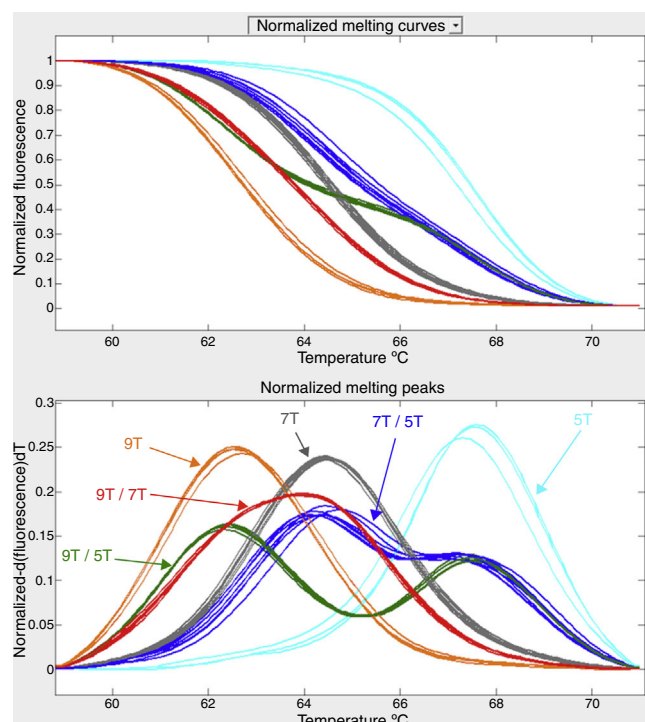 Normalized melting curves
1
0.9
0.8
0.7
0.6
0.5
0.4
0.3
0.2
0.1
0
Normalized fluorescence
60 62 64 66 68 70
Temperature ºC
Normalized melting peaks
0.3
0.25
0.2
0.15
0.1
0.05
0
Normalized-d(fluorescence)dT
9T
7T
7T / 5T
5T
9T / 7T
9T / 5T
60 62 64 66 68 70
Temperature ºC